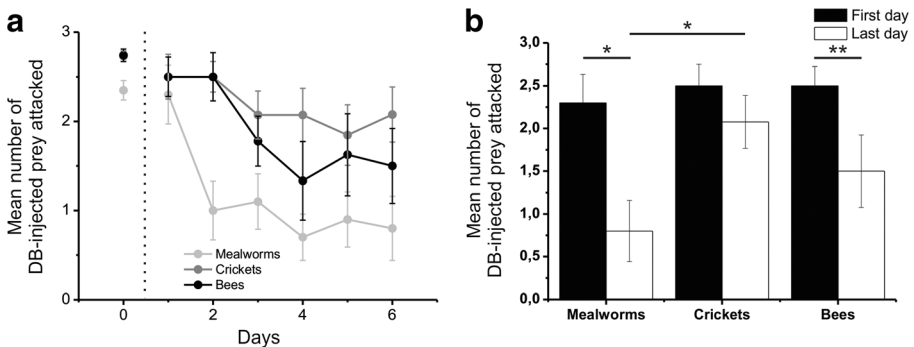 a
Mean number of
DB-injected prey attacked
3
2
1
0
Mealworms
Crickets
Bees
0
2
4
6
Days
b
First day
Last day
Mean number of
DB-injected prey attacked
3,0
2,5
2,0
1,5
1,0
0,5
0,0
*
*
**
Mealworms
Crickets
Bees